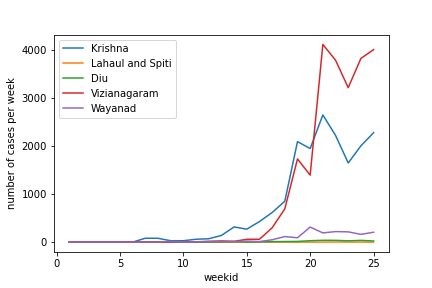 Krishna
Lahaul and Spiti
Diu
Vizianagaram
Wayanad
number of cases per week
4000
3000
2000
1000
0
0 5 10 15 20 25
weekid